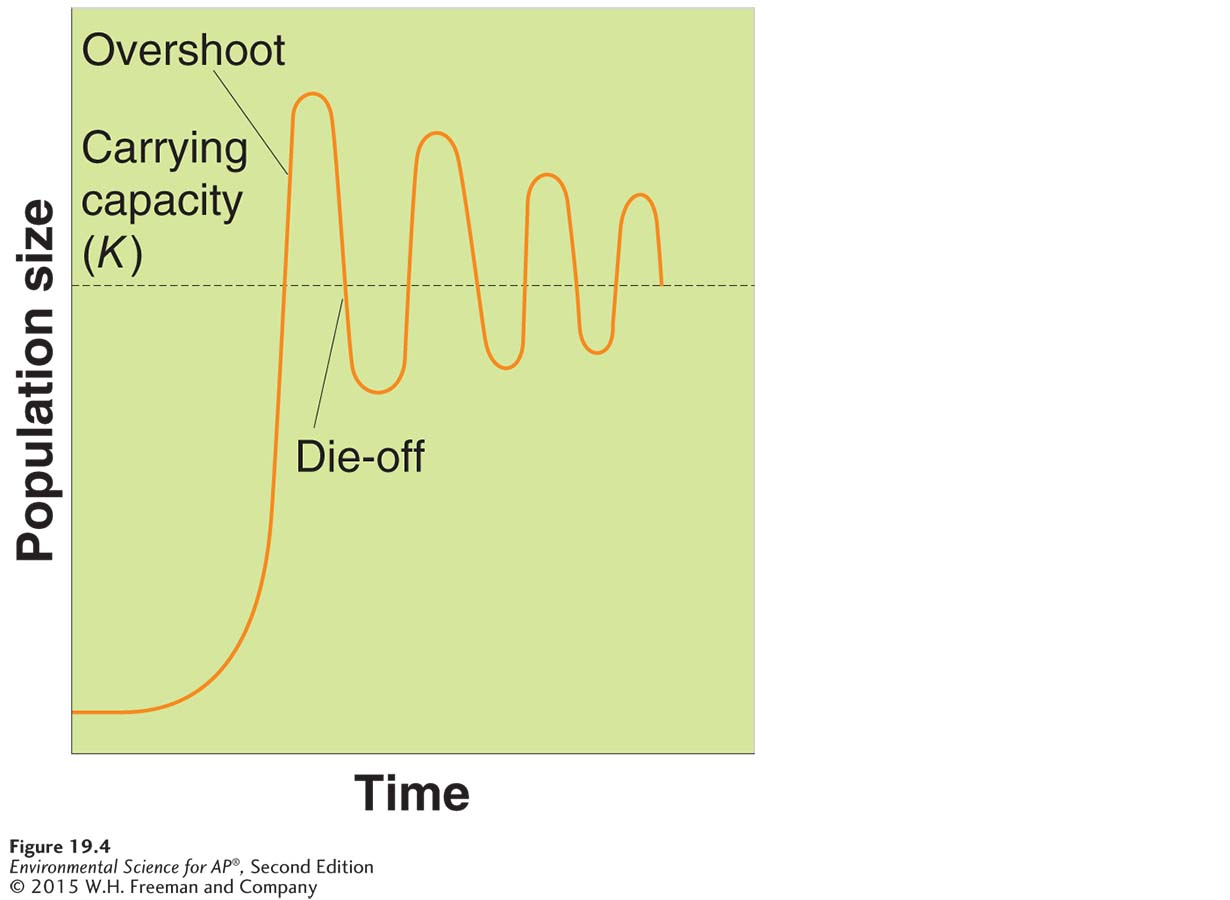 Overshoot
Carrying
capacity
(K)
Die-off
Population size
Time
Figure 19.4
Environmental Science for AP®, Second Edition
© 2015 W.H. Freeman and Company